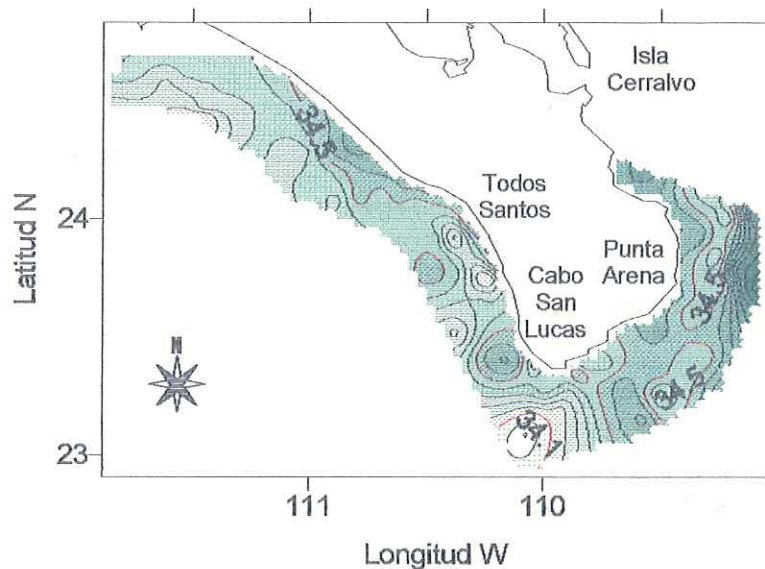 Isla
Cerralvo
34.5
Todos
Santos
24
Punta
Arena
Cabo
San
Lucas
34.5
34.5
N
34.1
23
111
110
Latitud N
Longitud W